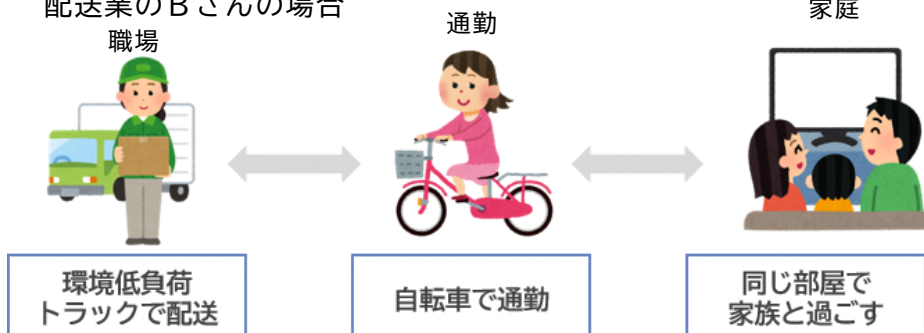 配送業のBさんの場合
職場
通勤
家庭
環境低負荷
トラックで配送
自転車で通勤
同じ部屋で
家族と過ごす